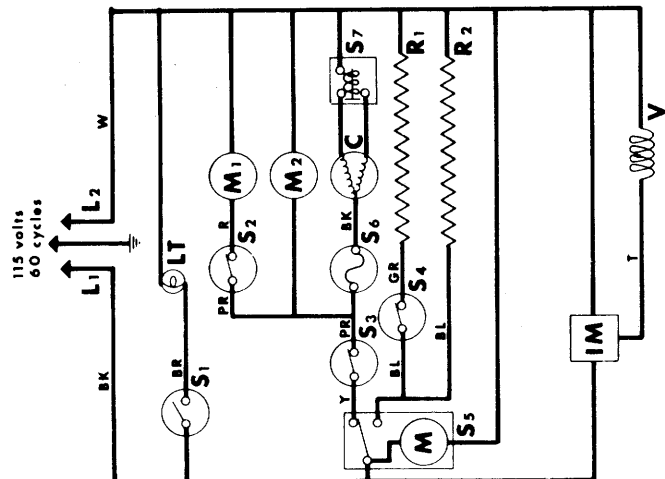 115 volts
60 cycles
L1
L2
BK
W
BR
S1
LT
PR
R
S2
M1
M2
Y
PR
S3
BK
S6
C
S7
BL
GR
S4
R1
BL
R2
M
S5
IM
T
V